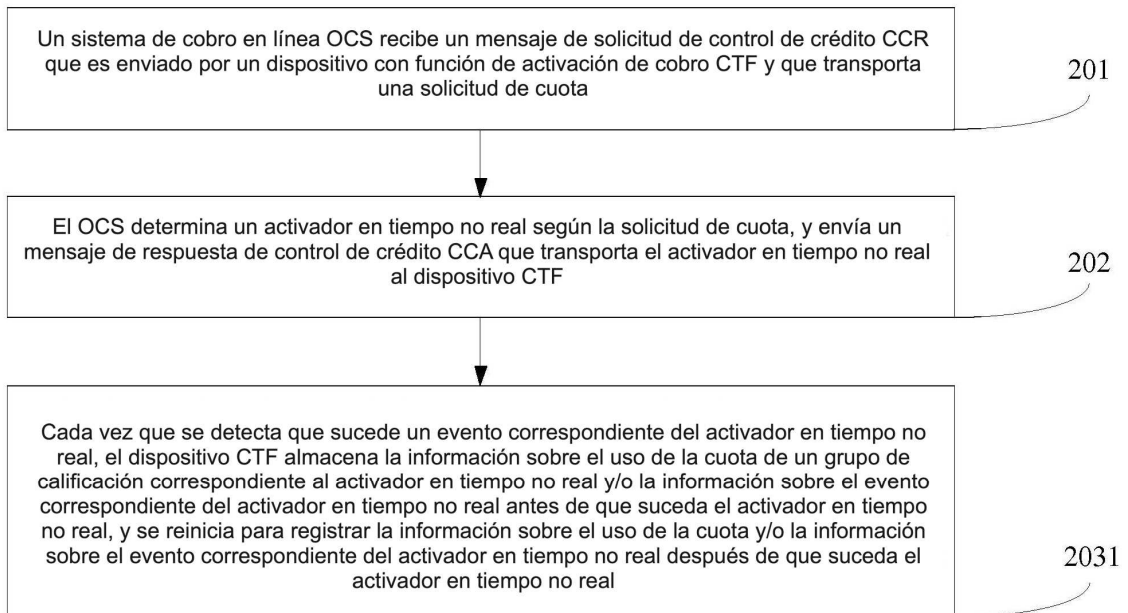 Un sistema de cobro en línea OCS recibe un mensaje de solicitud de control de crédito CCR
que es enviado por un dispositivo con función de activación de cobro CTF y que transporta
una solicitud de cuota
201
El OCS determina un activador en tiempo no real según la solicitud de cuota, y envía un
mensaje de respuesta de control de crédito CCA que transporta el activador en tiempo no real
al dispositivo CTF
202
Cada vez que se detecta que sucede un evento correspondiente del activador en tiempo no
real, el dispositivo CTF almacena la información sobre el uso de la cuota de un grupo de
calificación correspondiente al activador en tiempo no real y/o la información sobre el evento
correspondiente del activador en tiempo no real antes de que suceda el activador en tiempo
no real, y se reinicia para registrar la información sobre el uso de la cuota y/o la información
sobre el evento correspondiente del activador en tiempo no real después de que suceda el
activador en tiempo no real
2031